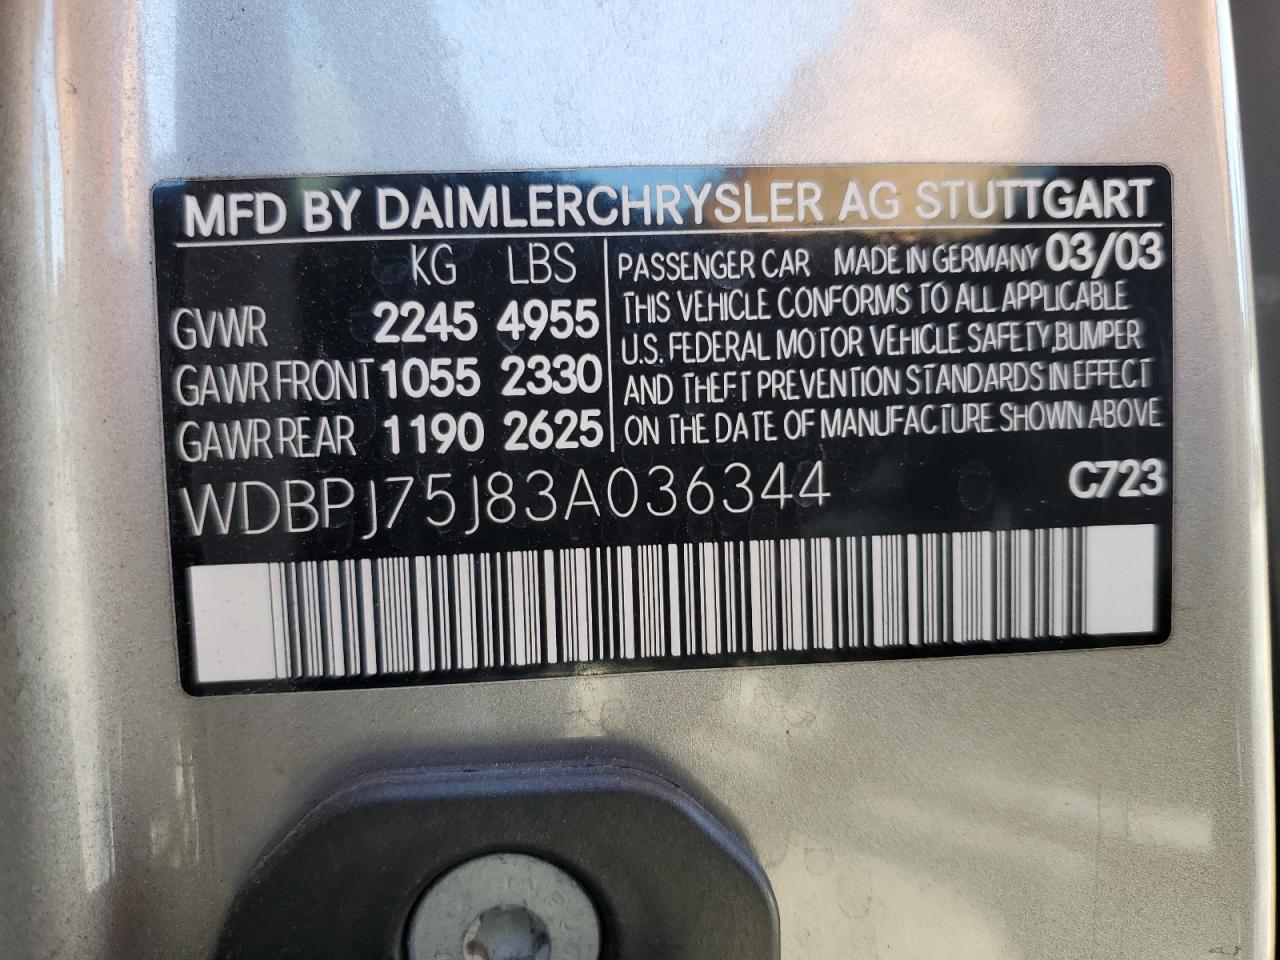 MFD BY DAIMLERCHRYSLER AG STUTTGART
KG LBS
GVWR 2245 4955
GAWR FRONT 1055 2330
GAWR REAR 1190 2625
PASSENGER CAR MADE IN GERMANY 03/03
THIS VEHICLE CONFORMS TO ALL APPLICABLE
U.S. FEDERAL MOTOR VEHICLE SAFETY, BUMPER
AND THEFT PREVENTION STANDARDS IN EFFECT
ON THE DATE OF MANUFACTURE SHOWN ABOVE
WDBPJ75J83A036344
C723